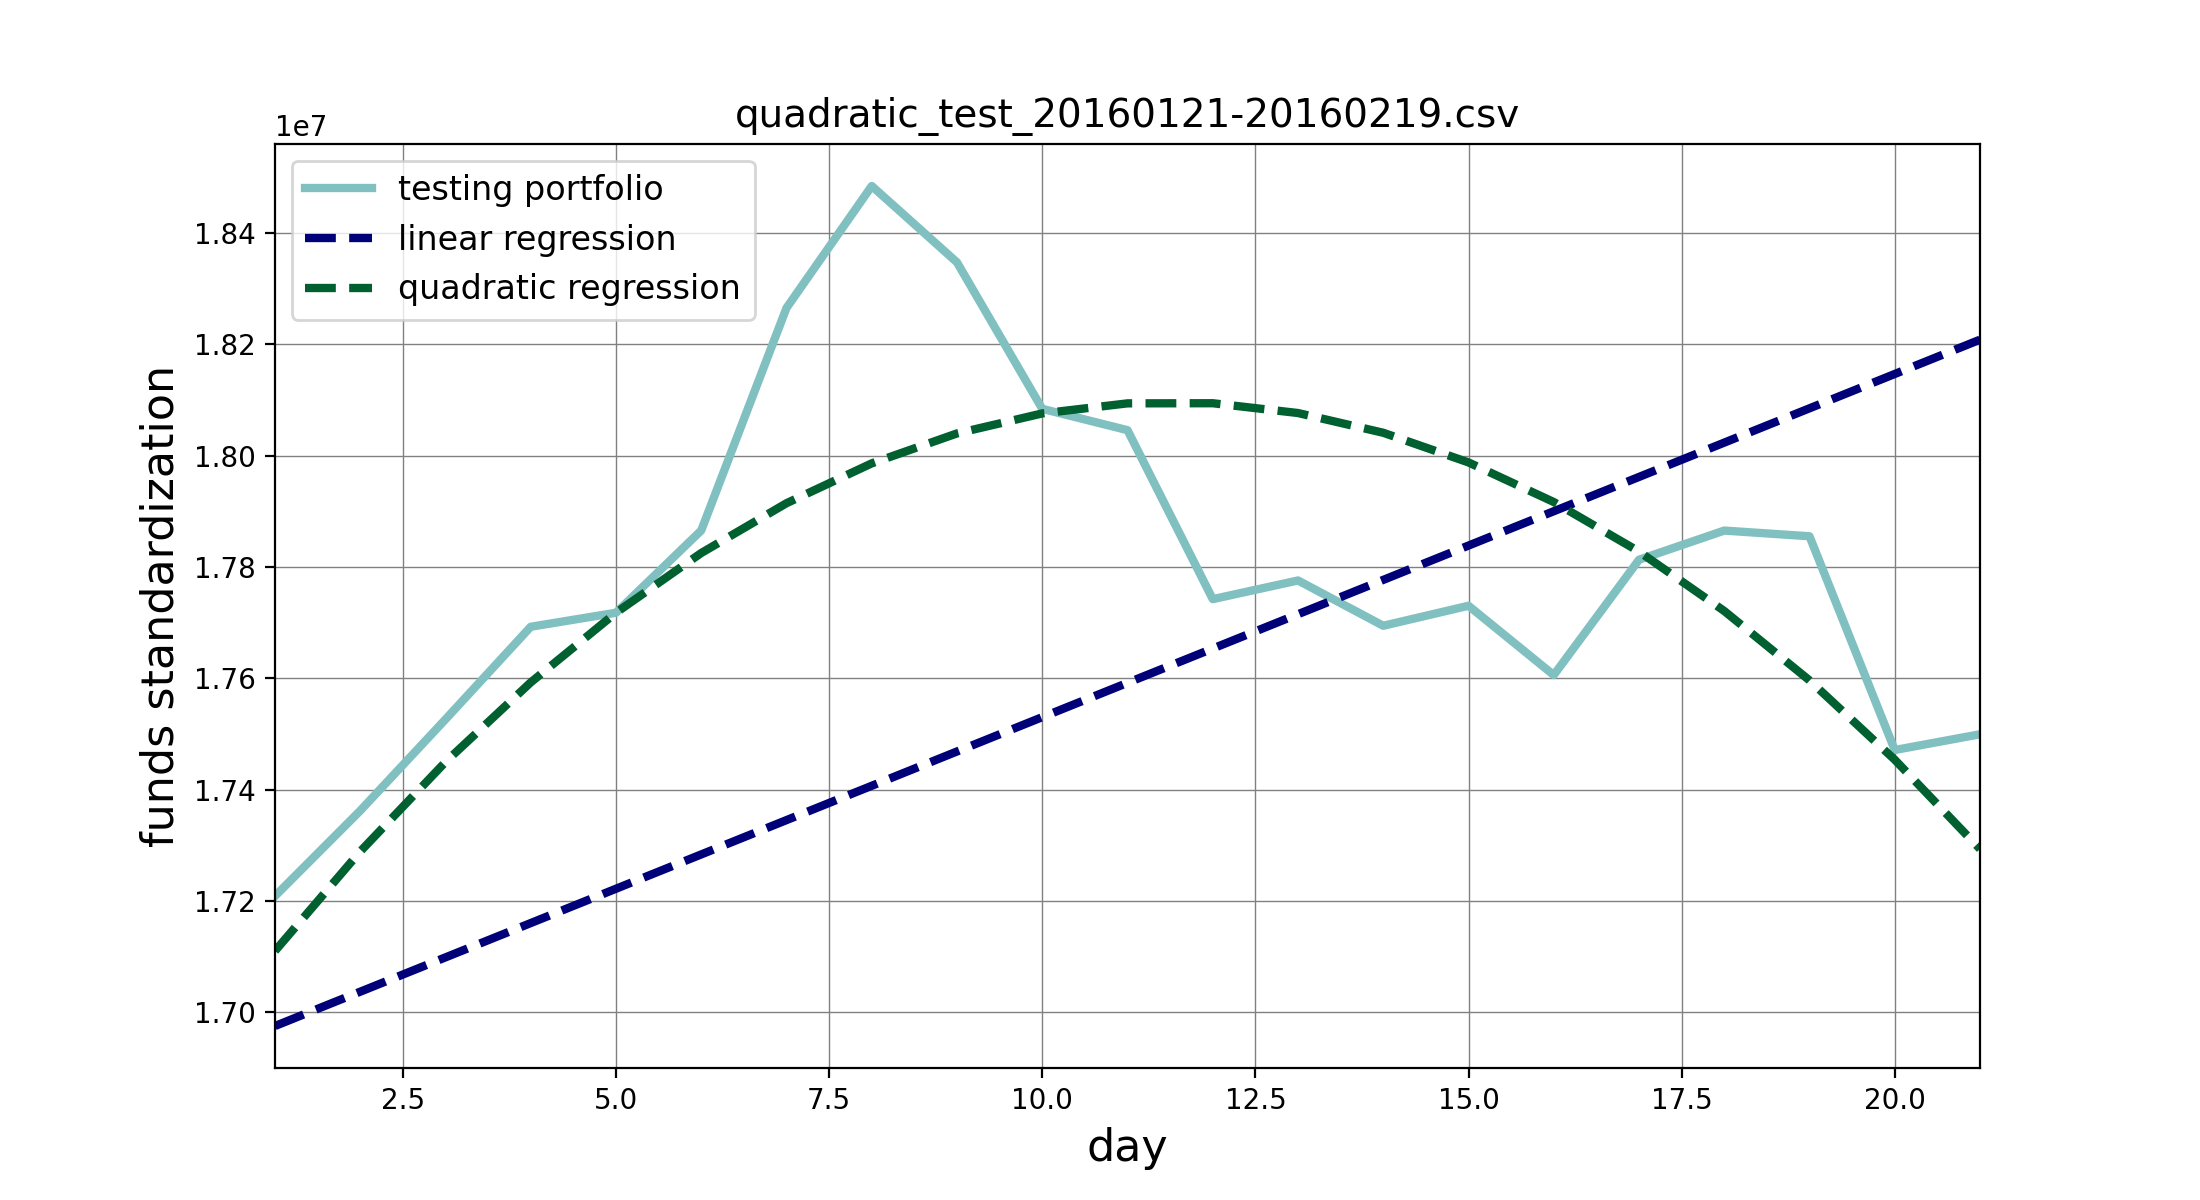 quadratic_test_20160121-20160219.csv
1e7
testing portfolio
linear regression
quadratic regression
1.84
1.82
1.80
1.78
1.76
1.74
1.72
1.70
funds standardization
2.5 5.0 7.5 10.0 12.5 15.0 17.5 20.0
day